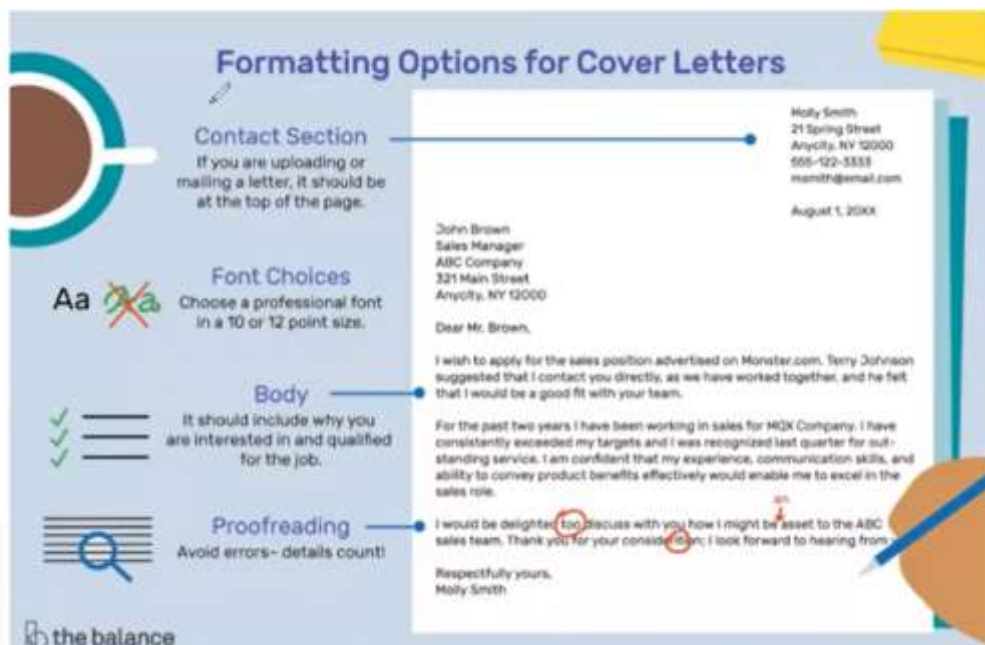 Formatting Options for Cover Letters
Contact Section
If you are uploading or
mailing a letter, it should be
at the top of the page.
Aa
Font Choices
Choose a professional font
in a 10 or 12 point size.
Body
It should include why you
are interested in and qualified
for the job.
Proofreading
Avoid errors– details count!
the balance
Molly Smith
21 Spring Street
Anycity, NY 12000
555-122-3333
msmith@email.com
August 1, 20XX
John Brown
Sales Manager
ABC Company
321 Main Street
Anycity, NY 12000
Dear Mr. Brown,
I wish to apply for the sales position advertised on Monster.com. Terry Johnson
suggested that I contact you directly, as we have worked together, and he felt
that I would be a good fit with your team.
For the past two years I have been working in sales for MGX Company. I have
consistently exceeded my targets and I was recognized last quarter for out-
standing service. I am confident that my experience, communication skills, and
ability to convey product benefits effectively would enable me to excel in the
sales role.
an
I would be delighted too discuss with you how I might be asset to the ABC
sales team. Thank you for your considerition; I look forward to hearing from
Respectfully yours,
Molly Smith